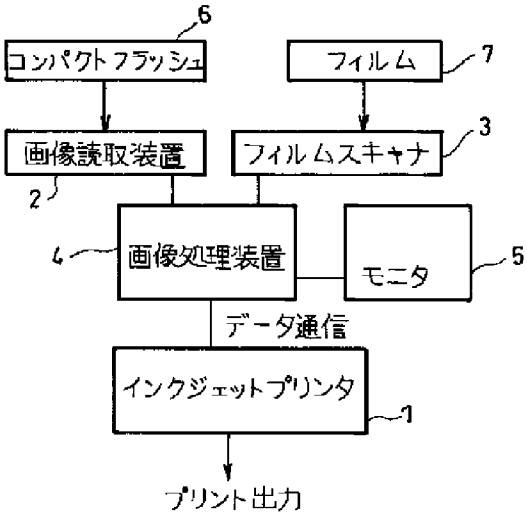 6
コンパクトフラッシュ
フィルム
7
画像読取装置
2
フィルムスキャナ
3
4
画像処理装置
モニタ
5
データ通信
インクジェットプリンタ
1
プリント出力